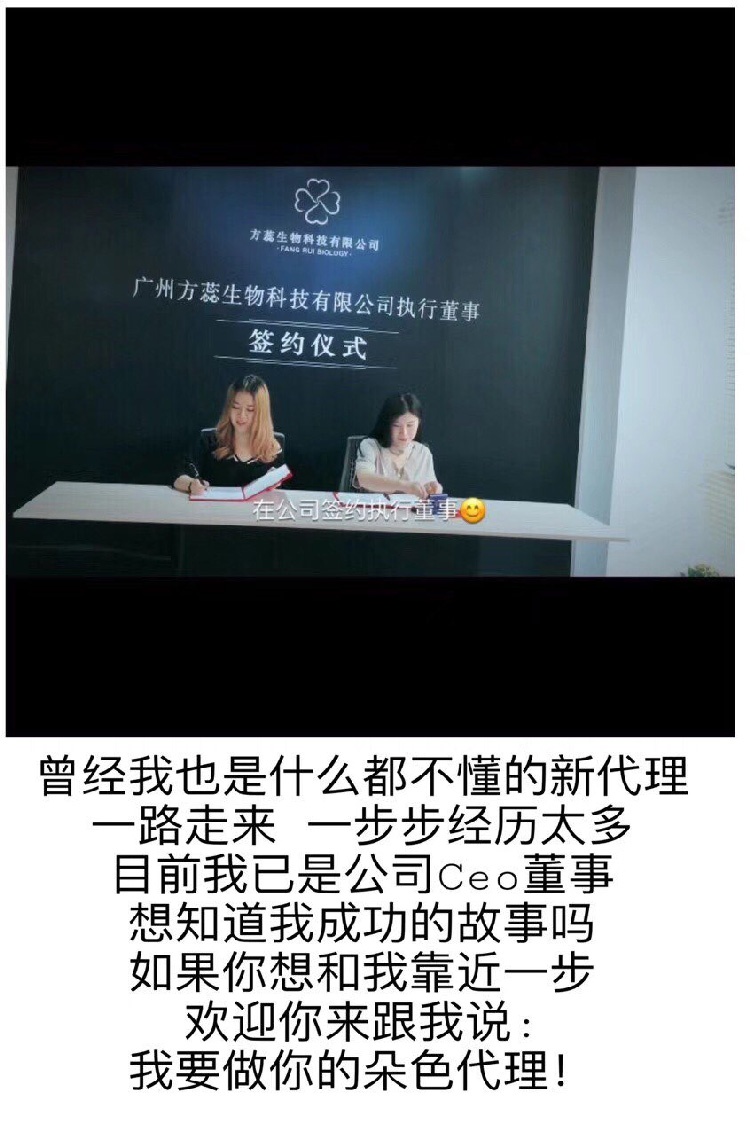 方蕊生物科技有限公司
·FANG RUI BIOLOGY·
广州方蕊生物科技有限公司执行董事
签约仪式
在公司签约执行董事😊
曾经我也是什么都不懂的新代理
一路走来 一步步经历太多
目前我已是公司Ceo董事
想知道我成功的故事吗
如果你想和我靠近一步
欢迎你来跟我说:
我要做你的朵色代理!